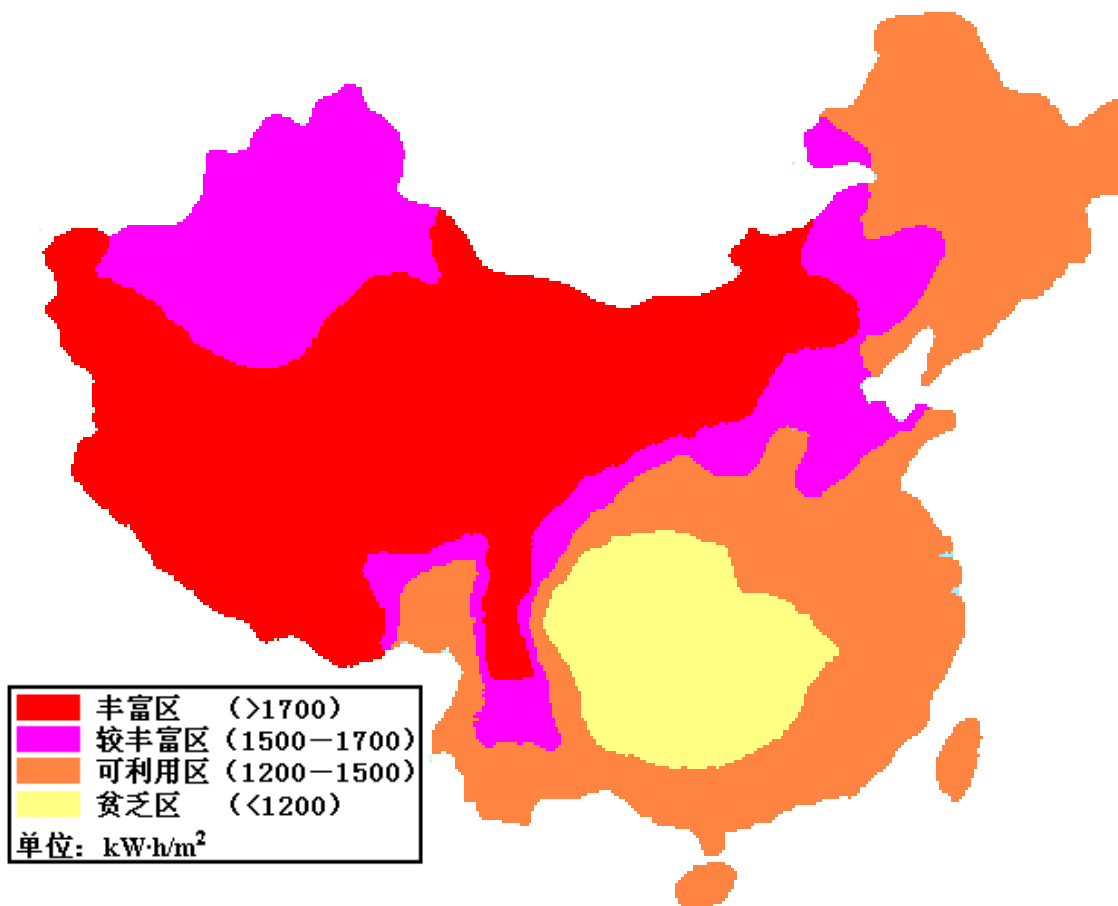 丰富区 （>1700）
较丰富区（1500－1700）
可利用区（1200－1500）
贫乏区 （<1200）
单位：kW·h/m²